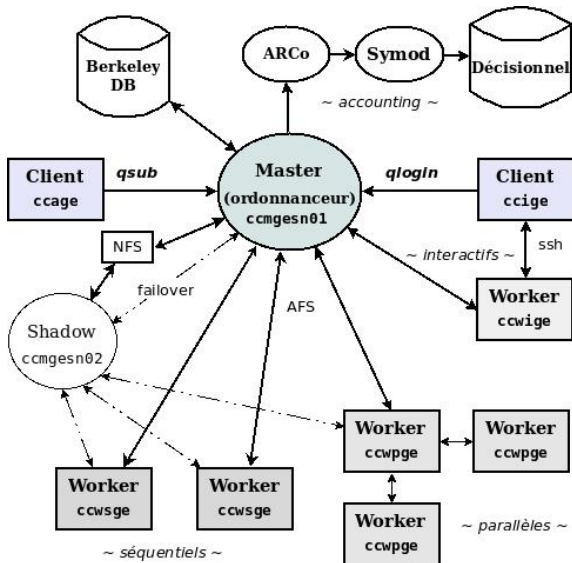 ARCo
Symod
Décisionnel
Berkeley
DB
~ accounting ~
Client
ccage
qsub
Master
(ordonnanceur)
ccmgesn01
qlogin
Client
ccige
NFS
~ interactifs ~
ssh
failover
AFS
Worker
ccwige
Shadow
ccmgesn02
Worker
ccwpge
Worker
ccwpge
Worker
ccwsge
Worker
ccwsge
Worker
ccwpge
~ parallèles ~
~ séquentiels ~